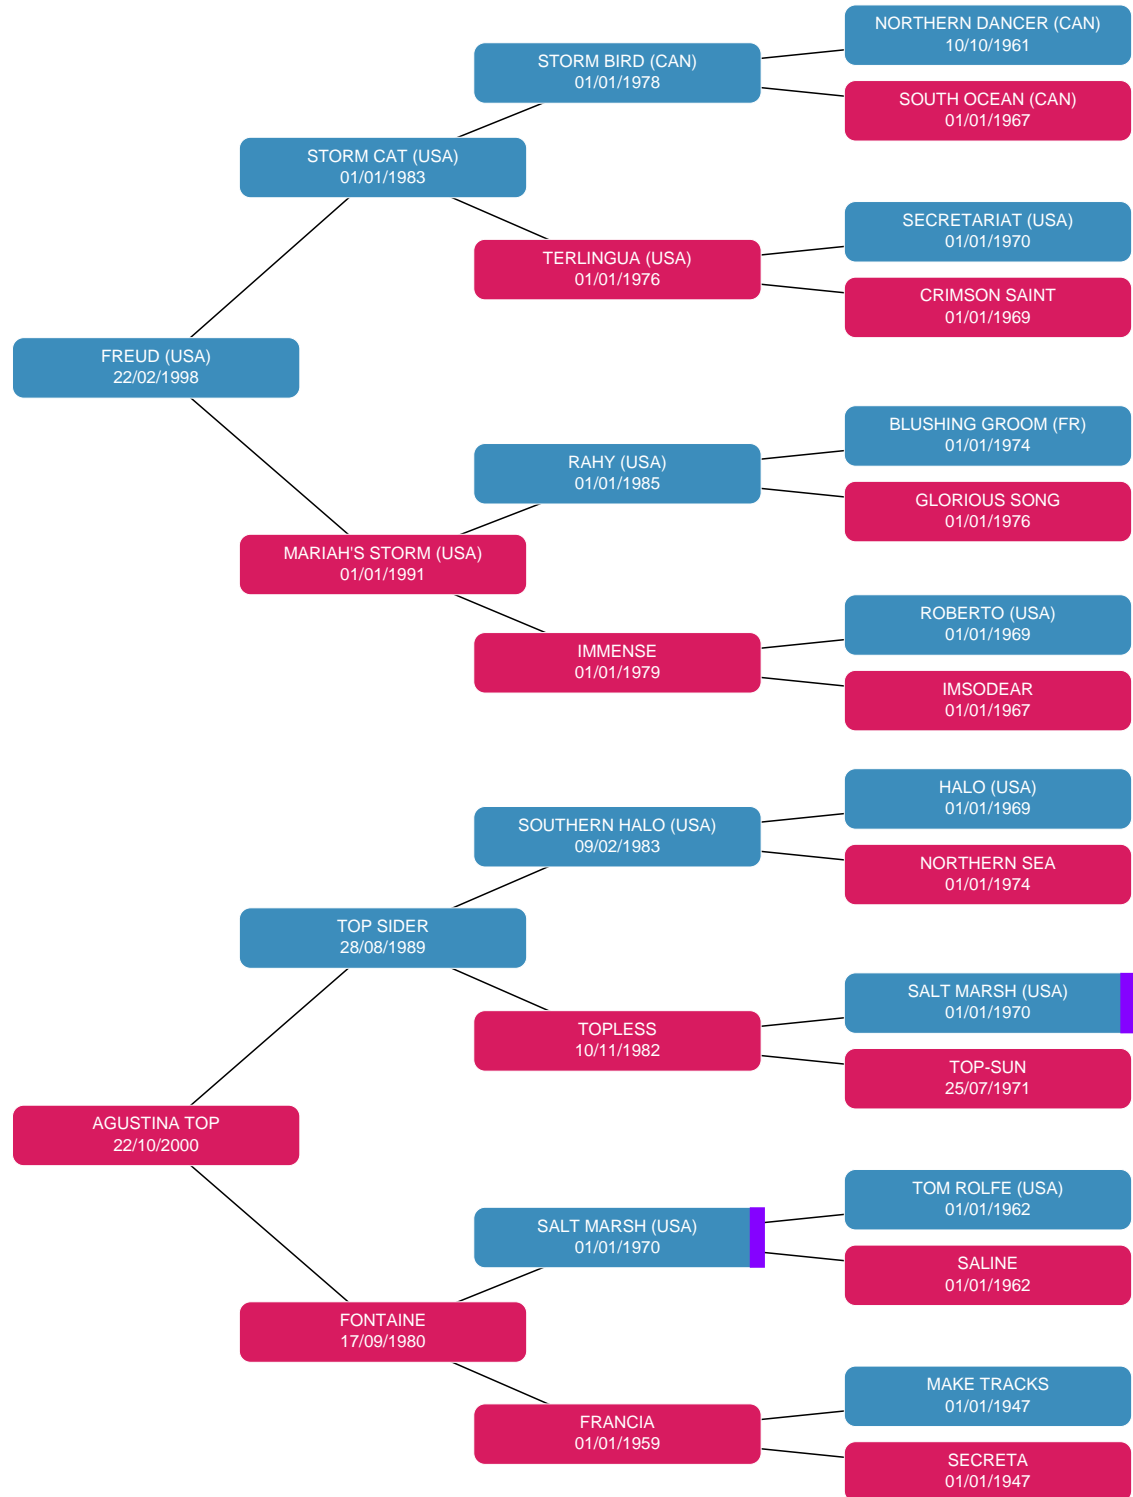 NORTHERN DANCER (CAN)
10/10/1961
STORM BIRD (CAN)
01/01/1978
SOUTH OCEAN (CAN)
01/01/1967
STORM CAT (USA)
01/01/1983
SECRETARIAT (USA)
01/01/1970
TERLINGUA (USA)
01/01/1976
CRIMSON SAINT
01/01/1969
FREUD (USA)
22/02/1998
BLUSHING GROOM (FR)
01/01/1974
RAHY (USA)
01/01/1985
GLORIOUS SONG
01/01/1976
MARIAH'S STORM (USA)
01/01/1991
ROBERTO (USA)
01/01/1969
IMMENSE
01/01/1979
IMSODEAR
01/01/1967
HALO (USA)
01/01/1969
SOUTHERN HALO (USA)
09/02/1983
NORTHERN SEA
01/01/1974
TOP SIDER
28/08/1989
SALT MARSH (USA)
01/01/1970
TOPLESS
10/11/1982
TOP-SUN
25/07/1971
AGUSTINA TOP
22/10/2000
TOM ROLFE (USA)
01/01/1962
SALT MARSH (USA)
01/01/1970
SALINE
01/01/1962
FONTAINE
17/09/1980
MAKE TRACKS
01/01/1947
FRANCIA
01/01/1959
SECRETA
01/01/1947